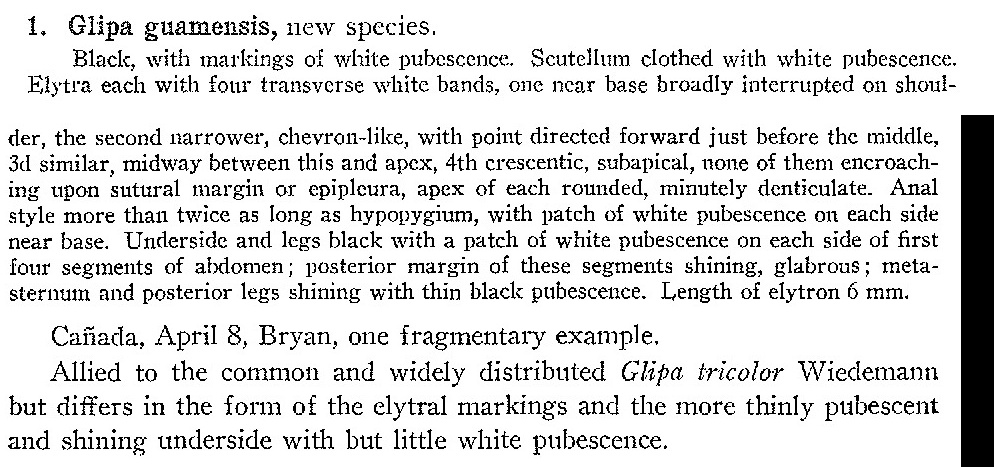 1. Glipa guamensis, new species.
Black, with markings of white pubescence. Scutellum clothed with white pubescence.
Elytra each with four transverse white bands, one near base broadly interrupted on shoul-
der, the second narrower, chevron-like, with point directed forward just before the middle,
3d similar, midway between this and apex, 4th crescentic, subapical, none of them encroach-
ing upon sutural margin or epipleura, apex of each rounded, minutely denticulate. Anal
style more than twice as long as hypopygium, with patch of white pubescence on each side
near base. Underside and legs black with a patch of white pubescence on each side of first
four segments of abdomen; posterior margin of these segments shining, glabrous; meta-
sternum and posterior legs shining with thin black pubescence. Length of elytron 6 mm.
Cañada, April 8, Bryan, one fragmentary example.
Allied to the common and widely distributed Glipa tricolor Wiedemann
but differs in the form of the elytral markings and the more thinly pubescent
and shining underside with but little white pubescence.